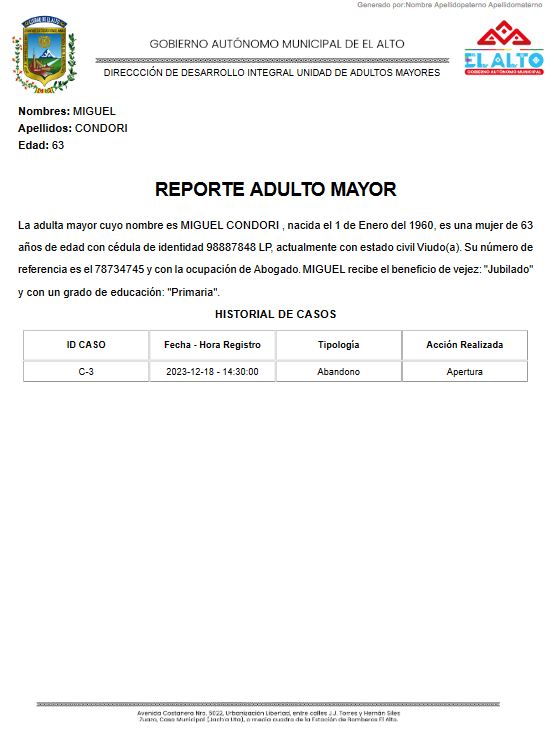 Generado por:Nombre Apellidopaterno Apellidomaterno
CIUDAD DE EL ALTO
GOBIERNO AUTÓNOMO MUNICIPAL DE EL ALTO
EL ALTO
GOBIERNO AUTÓNOMO MUNICIPAL
DIRECCCIÓN DE DESARROLLO INTEGRAL UNIDAD DE ADULTOS MAYORES
Nombres: MIGUEL
Apellidos: CONDORI
Edad: 63
REPORTE ADULTO MAYOR
La adulta mayor cuyo nombre es MIGUEL CONDORI , nacida el 1 de Enero del 1960, es una mujer de 63
años de edad con cédula de identidad 98887848 LP, actualmente con estado civil Viudo(a). Su número de
referencia es el 78734745 y con la ocupación de Abogado. MIGUEL recibe el beneficio de vejez: "Jubilado"
y con un grado de educación: "Primaria".
HISTORIAL DE CASOS
ID CASO Fecha - Hora Registro Tipología Acción Realizada
C-3 2023-12-18 - 14:30:00 Abandono Apertura
Avenida Costanera Nro. 5022, Urbanización Libertad, entre calles J.J. Torres y Hernán Siles
Zuazo, Casa Municipal (Jach'a Uta), a media cuadra de la Estación de Bomberos El Alto.